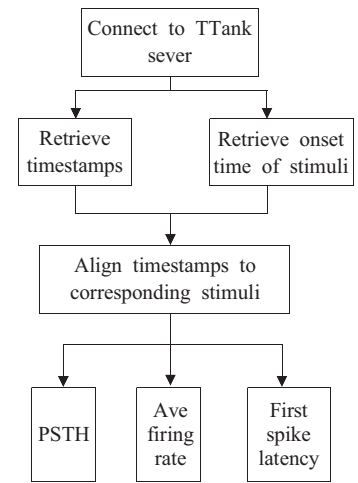 Connect to TTank
sever
Retrieve
timestamps
Retrieve onset
time of stimuli
Align timestamps to
corresponding stimuli
PSTH
Ave
firing
rate
First
spike
latency